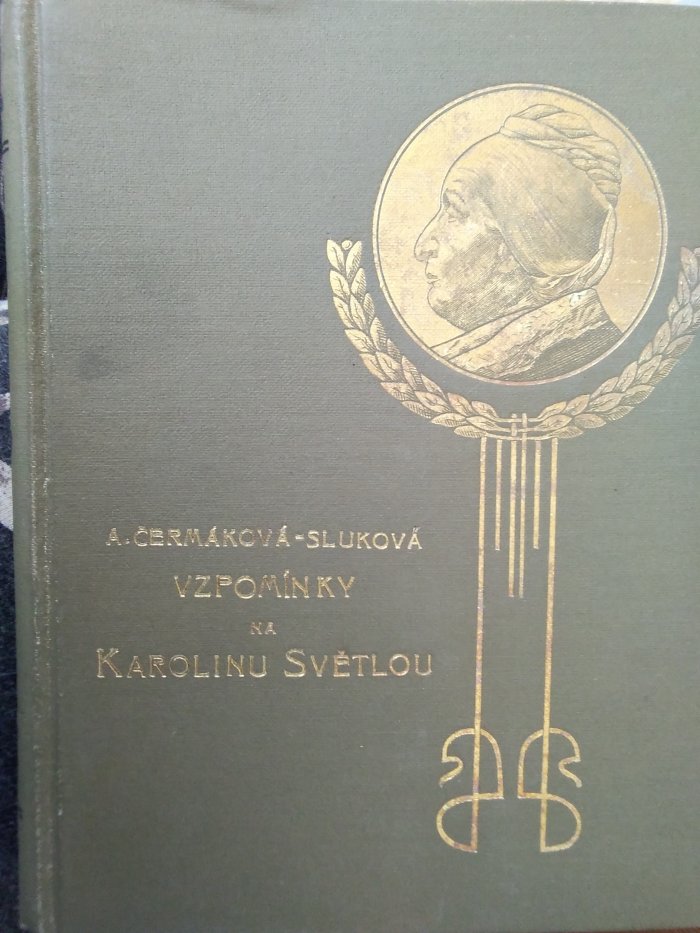 A. ČERMÁKOVÁ-SLUKOVÁ
VZPOMÍNKY
NA
KAROLINU SVĚTLOU